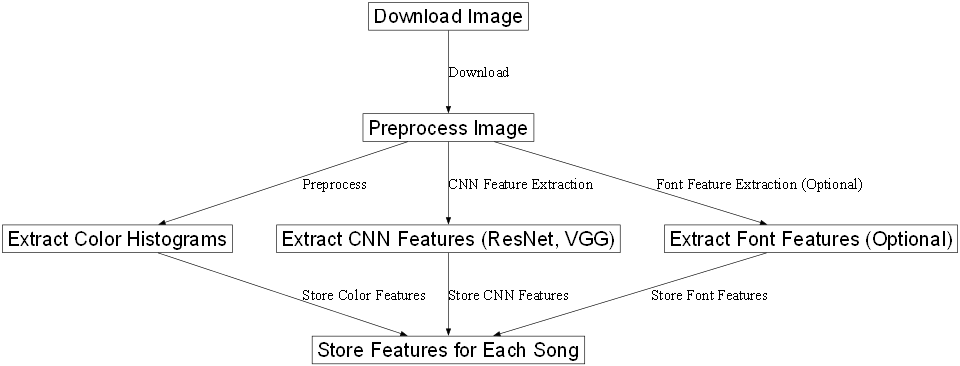 Download Image
Download
Preprocess Image
Preprocess
CNN Feature Extraction
Font Feature Extraction (Optional)
Extract Color Histograms
Extract CNN Features (ResNet, VGG)
Extract Font Features (Optional)
Store Color Features
Store CNN Features
Store Font Features
Store Features for Each Song